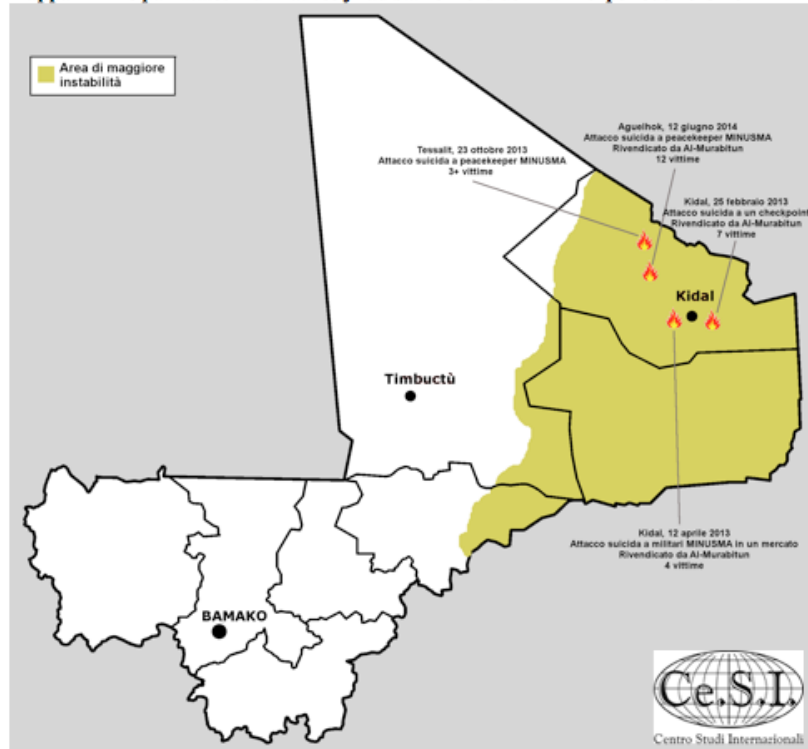 Area di maggiore
instabilità
Aguelhok, 12 giugno 2014
Attacco suicida a peacekeeper MINUSMA
Rivendicato da Al-Murabitun
12 vittime
Tessalit, 23 ottobre 2013
Attacco suicida a peacekeeper MINUSMA
3+ vittime
Kidal, 25 febbraio 2013
Attacco suicida a un checkpoint
Rivendicato da Al-Murabitun
7 vittime
Kidal
Timbuctù
Kidal, 12 aprile 2013
Attacco suicida a militari MINUSMA in un mercato
Rivendicato da Al-Murabitun
4 vittime
BAMAKO
Ce.S.I.
Centro Studi Internazionali